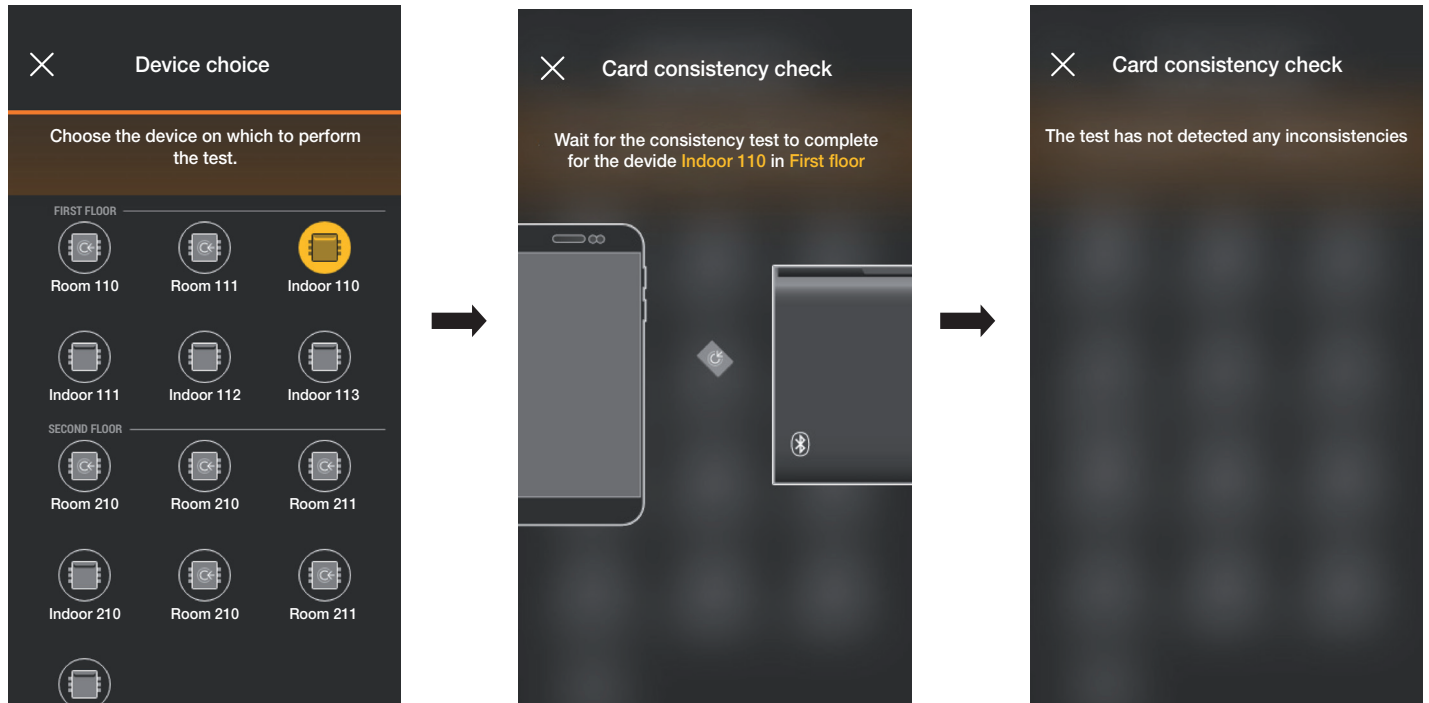 Device choice
Choose the device on which to perform
the test.
FIRST FLOOR
Room 110
Room 111
Indoor 110
Indoor 111
Indoor 112
Indoor 113
SECOND FLOOR
Room 210
Room 210
Room 211
Indoor 210
Room 210
Room 211
Card consistency check
Wait for the consistency test to complete
for the devide Indoor 110 in First floor
Card consistency check
The test has not detected any inconsistencies